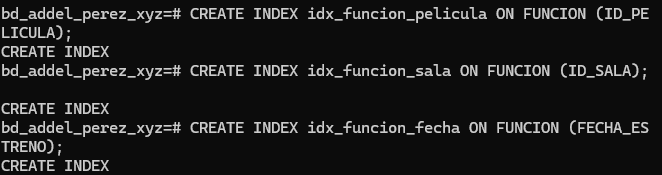 bd_addel_perez_xyz=# CREATE INDEX idx_funcion_pelicula ON FUNCION (ID_PE
LICULA);
CREATE INDEX
bd_addel_perez_xyz=# CREATE INDEX idx_funcion_sala ON FUNCION (ID_SALA);
CREATE INDEX
bd_addel_perez_xyz=# CREATE INDEX idx_funcion_fecha ON FUNCION (FECHA_ES
TRENO);
CREATE INDEX